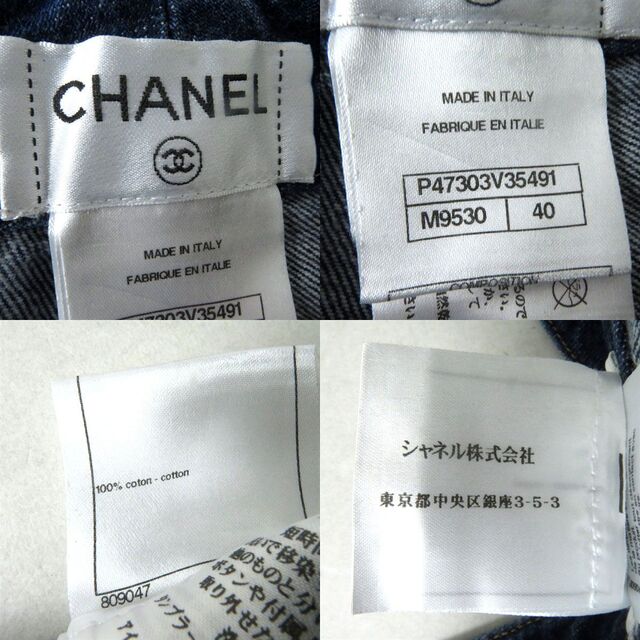 CHANEL
MADE IN ITALY
FABRIQUE EN ITALIE
P47303V35491
MADE IN ITALY
FABRIQUE EN ITALIE
P47303V35491
M9530 40
100% coton - cotton
809047
シャネル株式会社
東京都中央区銀座3-5-3